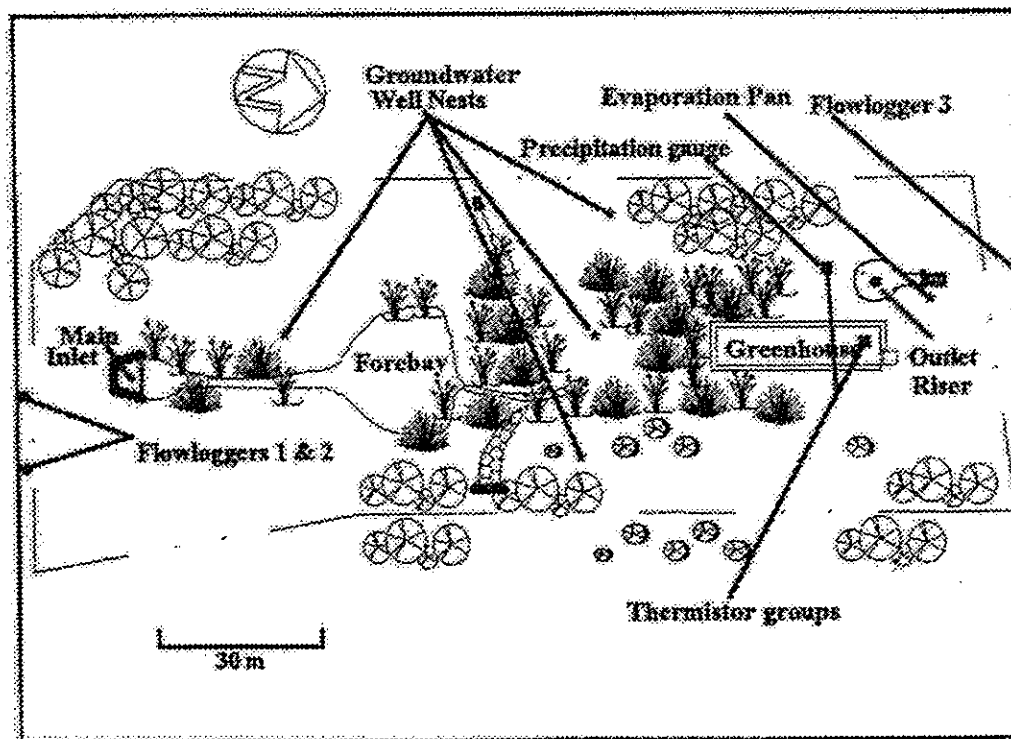 Groundwater
Well Nests
Evaporation Pan
Flowlogger 3
Precipitation gauge
Main
Inlet
Forebay
Greenhouse
Outlet
Riser
Flowloggers 1 & 2
Thermistor groups
30 m